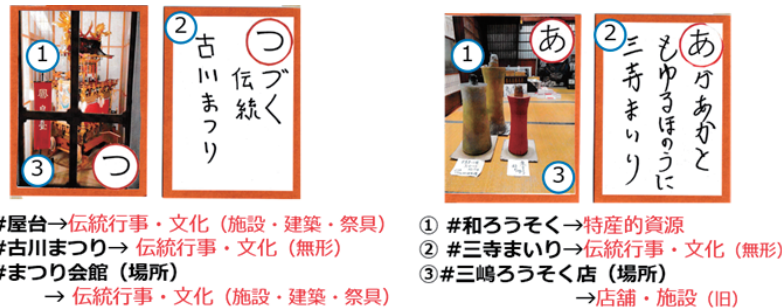 ①
③
つ
②
つづく
伝統
古川まつり
#屋台→伝統行事・文化（施設・建築・祭具）
#古川まつり→ 伝統行事・文化（無形）
#まつり会館（場所）
→ 伝統行事・文化（施設・建築・祭具）
①
あ
③
②
あかあかと
もゆるほのうに
三寺まいり
① #和ろうそく→特産的資源
② #三寺まいり→伝統行事・文化（無形）
③#三嶋ろうそく店（場所）
→店舗・施設（旧）